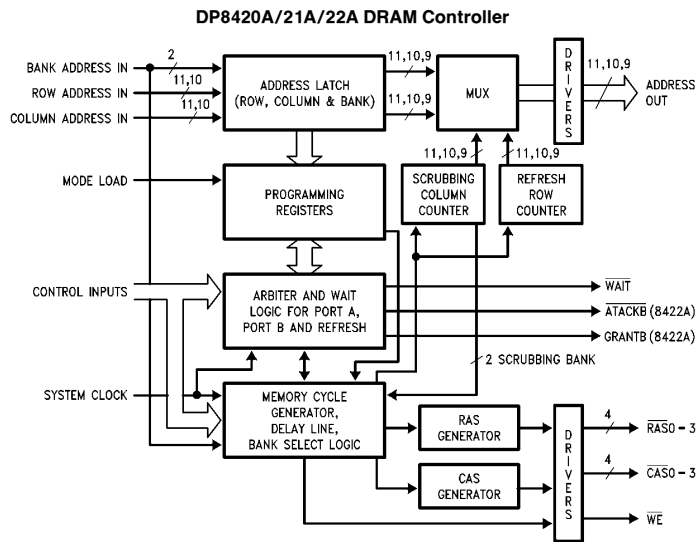 DP8420A/21A/22A DRAM Controller
BANK ADDRESS IN
2
ROW ADDRESS IN
11,10
COLUMN ADDRESS IN
11,10
ADDRESS LATCH
(ROW, COLUMN & BANK)
11,10,9
11,10,9
MUX
DRIVERS
11,10,9
ADDRESS
OUT
MODE LOAD
PROGRAMMING
REGISTERS
11,10,9
11,10,9
SCRUBBING
COLUMN
COUNTER
REFRESH
ROW
COUNTER
CONTROL INPUTS
ARBITER AND WAIT
LOGIC FOR PORT A,
PORT B AND REFRESH
WAIT
ATACKB (8422A)
GRANTB (8422A)
2 SCRUBBING BANK
SYSTEM CLOCK
MEMORY CYCLE
GENERATOR,
DELAY LINE,
BANK SELECT LOGIC
RAS
GENERATOR
CAS
GENERATOR
DRIVERS
4
RAS0-3
4
CAS0-3
WE